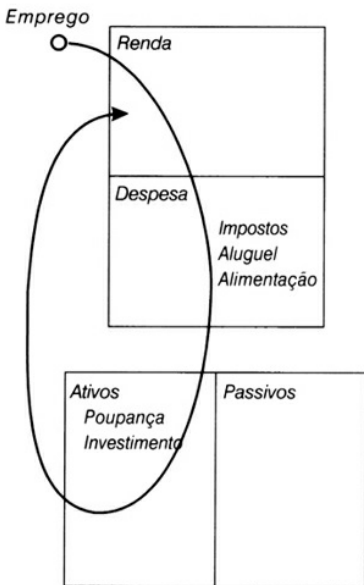 Emprego
Renda
Despesa
Impostos
Aluguel
Alimentação
Ativos
Passivos
Poupança
Investimento